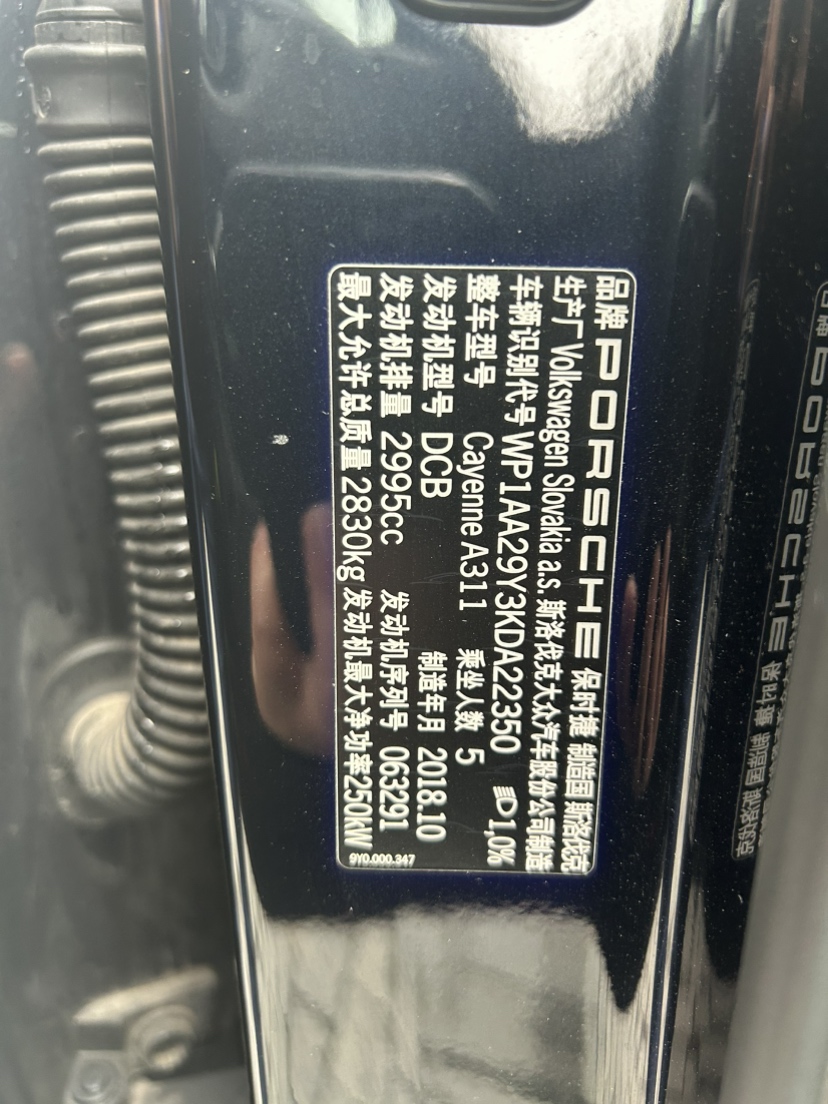 品牌 PORSCHE 保时捷 制造国 斯洛伐克
生产厂 Volkswagen Slovakia a.s. 斯洛伐克大众汽车股份公司制造
车辆识别代号 WP1AA29Y3KDA22350 1,0%
整车型号 Cayenne A311 乘坐人数 5
发动机型号 DCB 制造年月 2018.10
发动机排量 2995cc 发动机序列号 063291
最大允许总质量 2830kg 发动机最大净功率250kW
9Y0.000.347